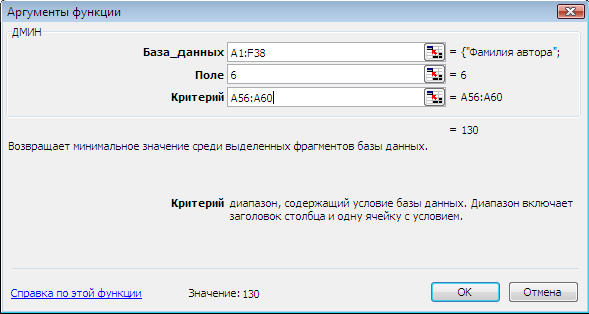 Аргументы функции
ДМИН
База_данных A1:F38 = {"Фамилия автора";
Поле 6 = 6
Критерий A56:A60 = A56:A60
= 130
Возвращает минимальное значение среди выделенных фрагментов базы данных.
Критерий диапазон, содержащий условие базы данных. Диапазон включает
заголовок столбца и одну ячейку с условием.
Справка по этой функции Значение: 130 OK Отмена